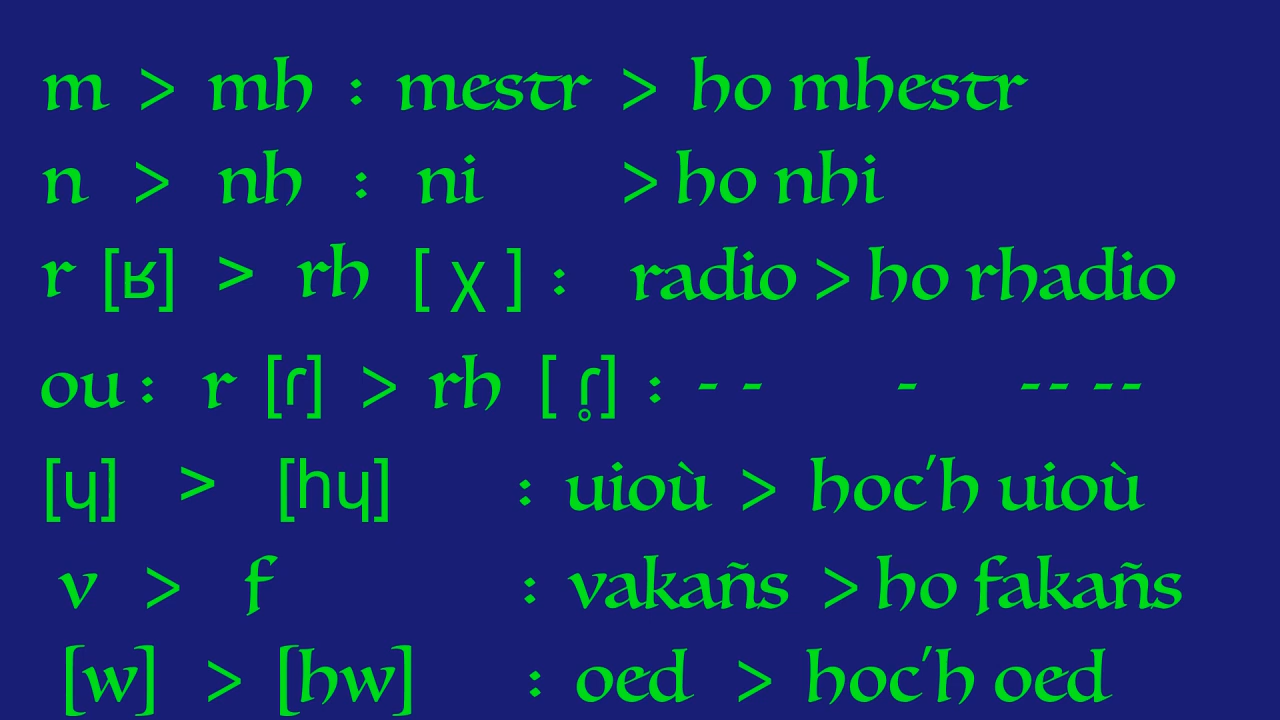 m > mh : mestr > ho mhestr
n > nh : ni > ho nhi
r [ʁ] > rh [ χ ] : radio > ho rhadio
ou : r [ɾ] > rh [ ɾ̥] : - - - -- --
[ɥ] > [hɥ] : uioù > hoc'h uioù
v > f : vakañs > ho fakañs
[w] > [hw] : oed > hoc'h oed